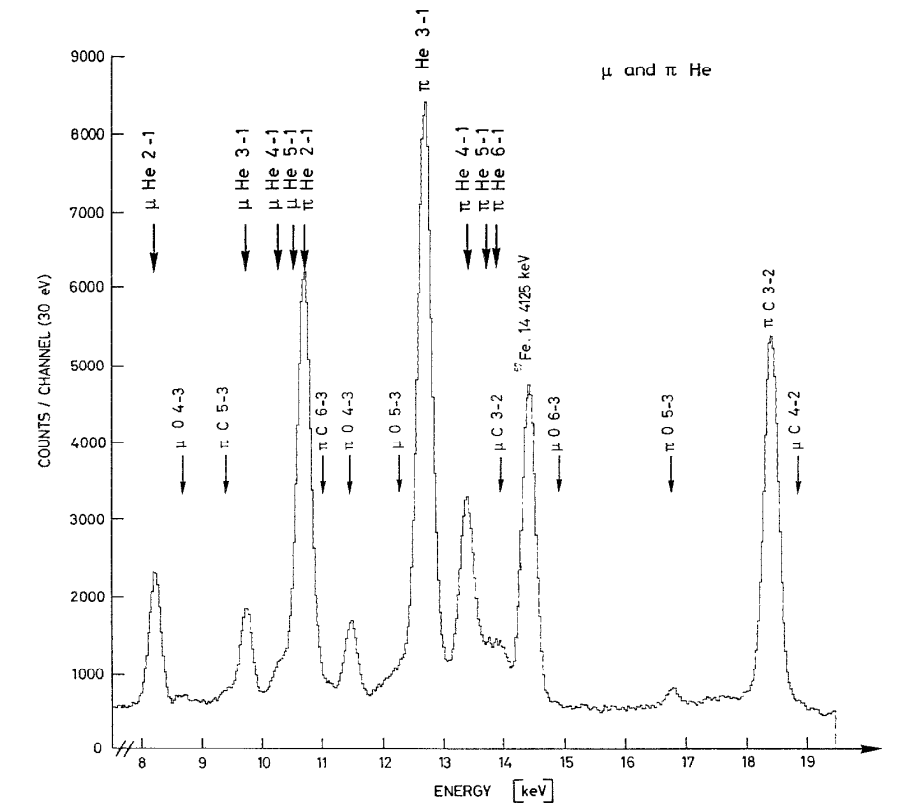 μ and π He
COUNTS / CHANNEL (30 eV)
9000
8000
7000
6000
5000
4000
3000
2000
1000
0
μ He 2-1
μ He 3-1
μ He 4-1
μ He 5-1
π He 2-1
π He 3-1
π He 4-1
π He 5-1
π He 6-1
57Fe. 14 4125 keV
π C 3-2
μ O 4-3
π C 5-3
π C 6-3
π O 4-3
μ O 5-3
μ C 3-2
μ O 6-3
π O 5-3
μ C 4-2
8 9 10 11 12 13 14 15 16 17 18 19
ENERGY [keV]